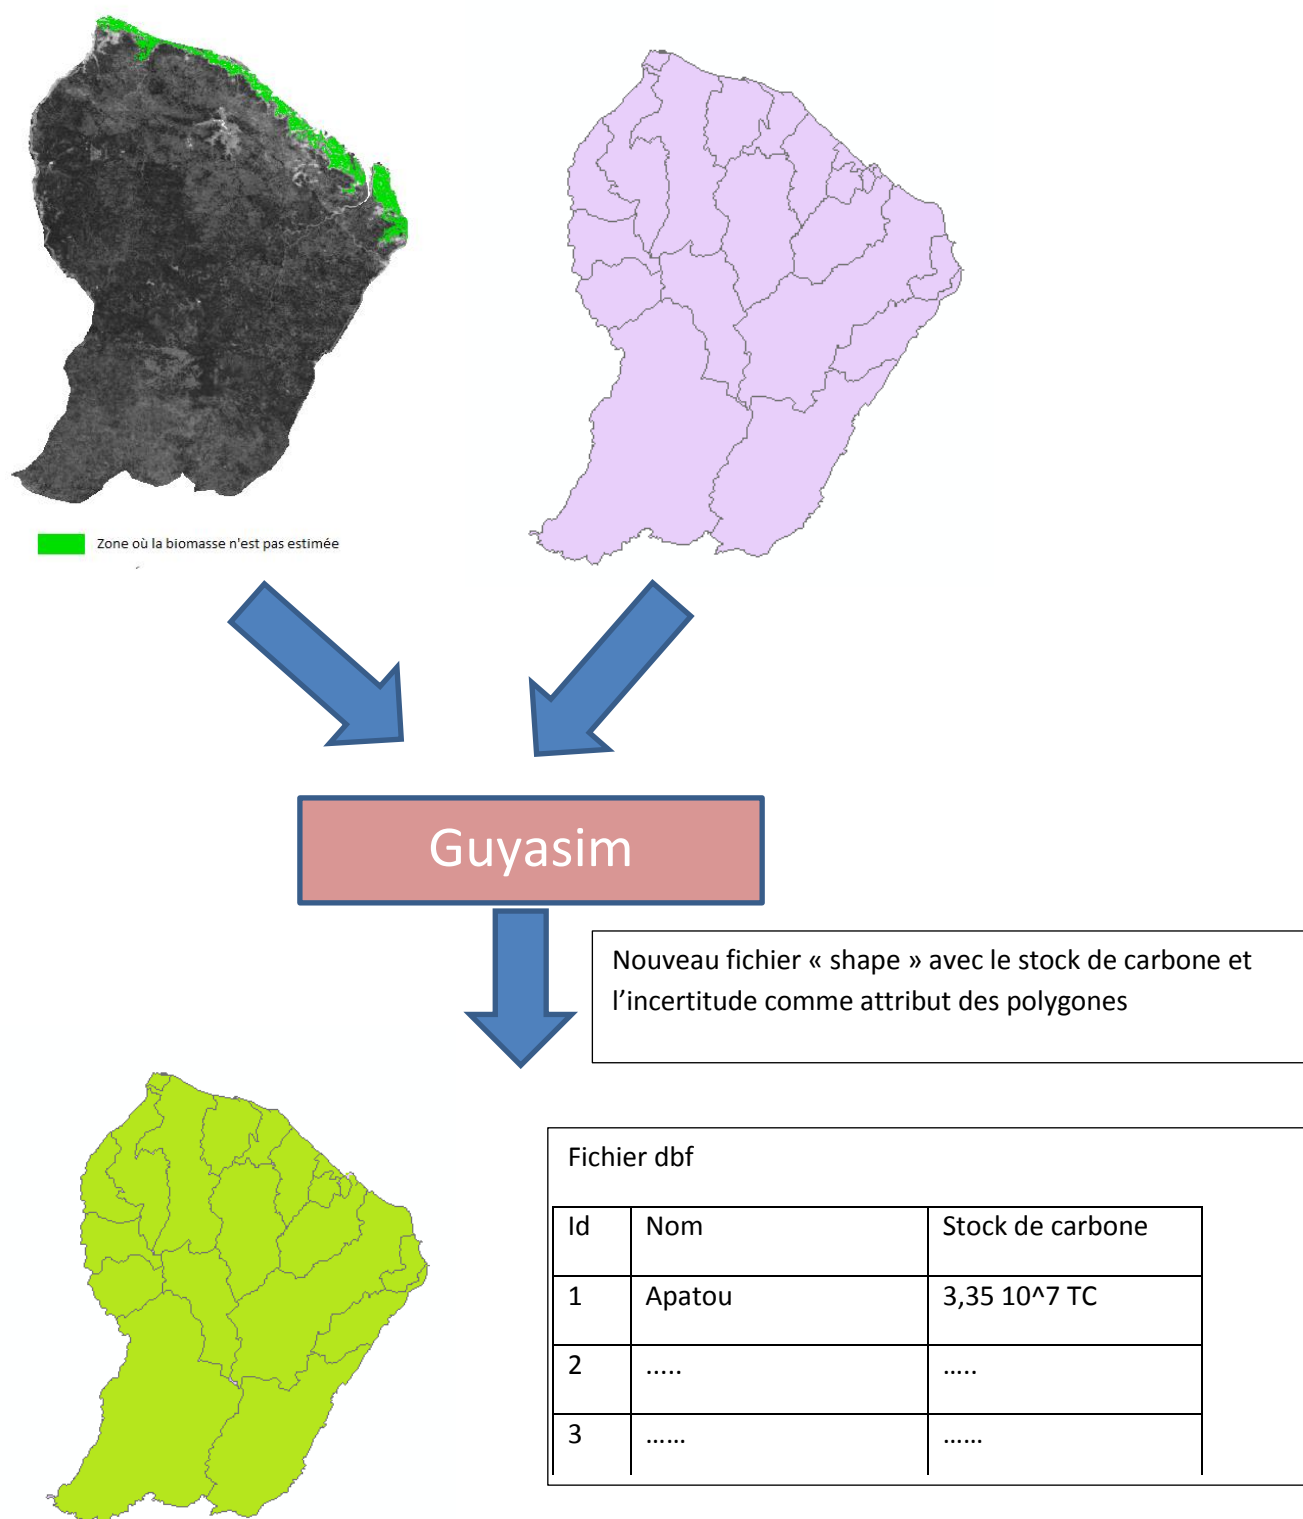 Zone où la biomasse n'est pas estimée
Guyasim
Nouveau fichier « shape » avec le stock de carbone et
l’incertitude comme attribut des polygones
Fichier dbf
Id Nom Stock de carbone
1 Apatou 3,35 10^7 TC
2 ..... .....
3 ...... ......